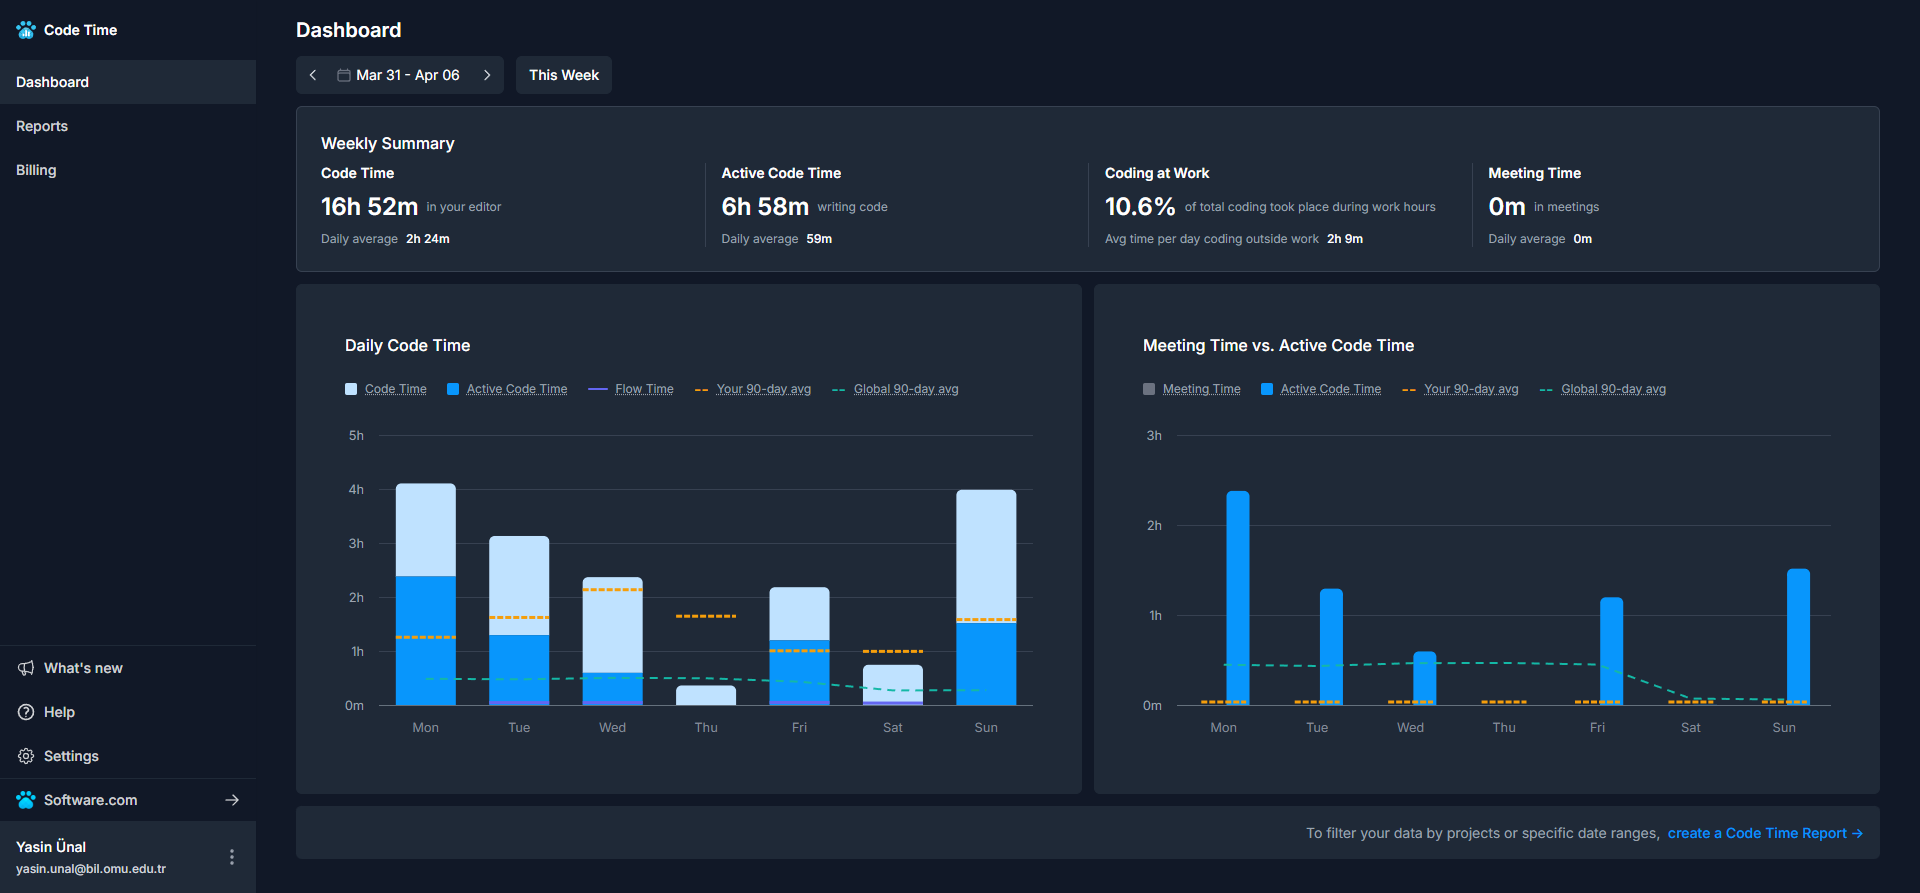 Code Time
Dashboard
Reports
Billing
What's new
Help
Settings
Software.com
Yasin Ünal
yasin.unal@bil.omu.edu.tr
Dashboard
Mar 31 - Apr 06
This Week
Weekly Summary
Code Time
16h 52m in your editor
Daily average 2h 24m
Active Code Time
6h 58m writing code
Daily average 59m
Coding at Work
10.6% of total coding took place during work hours
Avg time per day coding outside work 2h 9m
Meeting Time
0m in meetings
Daily average 0m
Daily Code Time
Code Time Active Code Time Flow Time Your 90-day avg Global 90-day avg
5h
4h
3h
2h
1h
0m
Mon Tue Wed Thu Fri Sat Sun
Meeting Time vs. Active Code Time
Meeting Time Active Code Time Your 90-day avg Global 90-day avg
3h
2h
1h
0m
Mon Tue Wed Thu Fri Sat Sun
To filter your data by projects or specific date ranges, create a Code Time Report →